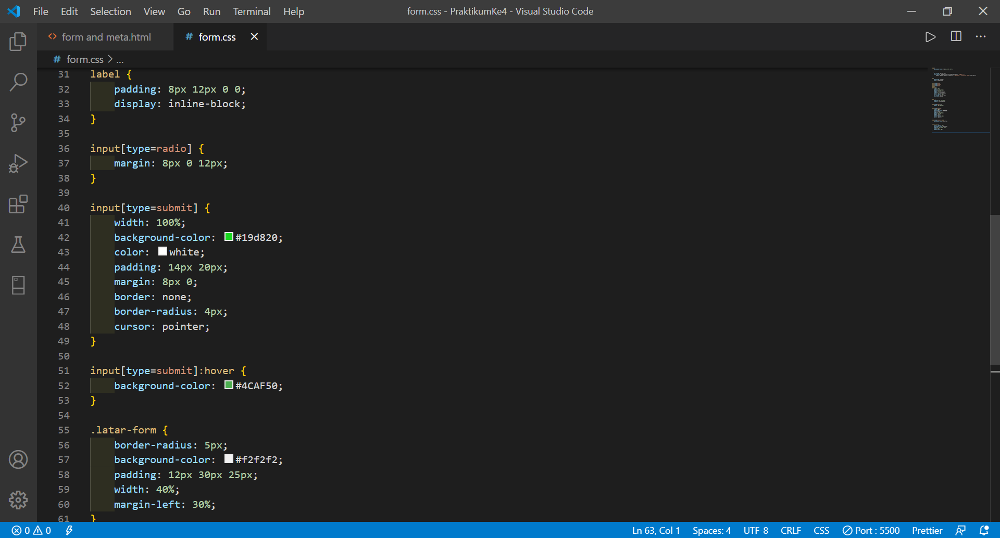 File Edit Selection View Go Run Terminal Help form.css - PraktikumKe4 - Visual Studio Code
<> form and meta.html # form.css
# form.css > ...
31 label {
32 padding: 8px 12px 0 0;
33 display: inline-block;
34 }
35
36 input[type=radio] {
37 margin: 8px 0 12px;
38 }
39
40 input[type=submit] {
41 width: 100%;
42 background-color: #19d820;
43 color: white;
44 padding: 14px 20px;
45 margin: 8px 0;
46 border: none;
47 border-radius: 4px;
48 cursor: pointer;
49 }
50
51 input[type=submit]:hover {
52 background-color: #4CAF50;
53 }
54
55 .latar-form {
56 border-radius: 5px;
57 background-color: #f2f2f2;
58 padding: 12px 30px 25px;
59 width: 40%;
60 margin-left: 30%;
61 }
0 0 Ln 63, Col 1 Spaces: 4 UTF-8 CRLF CSS Port : 5500 Prettier